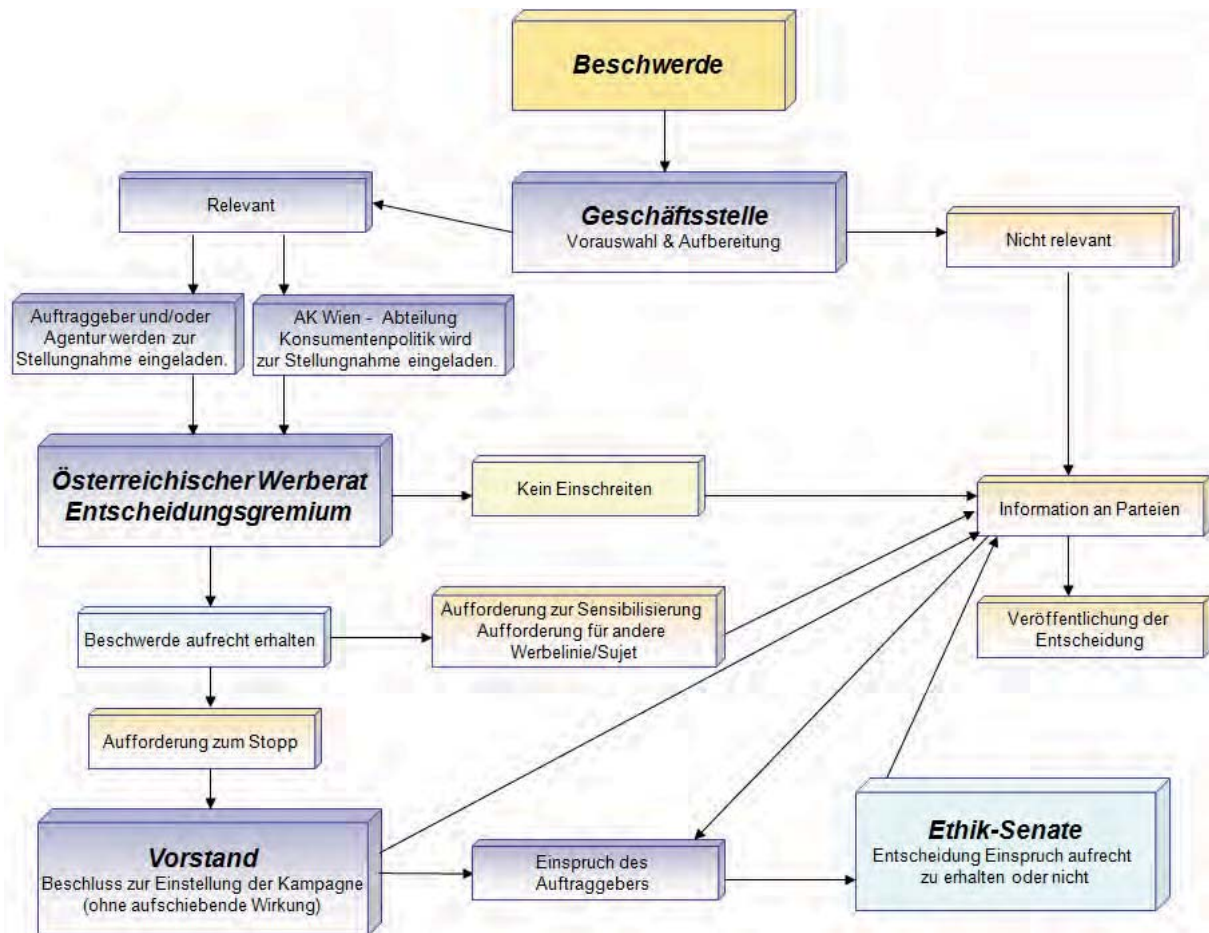 Beschwerde
Geschäftsstelle
Vorauswahl & Aufbereitung
Relevant
Nicht relevant
Auftraggeber und/oder
Agentur werden zur
Stellungnahme eingeladen.
AK Wien - Abteilung
Konsumentenpolitik wird
zur Stellungnahme eingeladen.
Österreichischer Werberat
Entscheidungsgremium
Kein Einschreiten
Information an Parteien
Beschwerde aufrecht erhalten
Aufforderung zur Sensibilisierung
Aufforderung für andere
Werbelinie/Sujet
Veröffentlichung der
Entscheidung
Aufforderung zum Stopp
Vorstand
Beschluss zur Einstellung der Kampagne
(ohne aufschiebende Wirkung)
Einspruch des
Auftraggebers
Ethik-Senate
Entscheidung Einspruch aufrecht
zu erhalten oder nicht